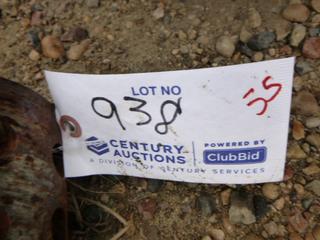 LOT NO
938
55
CENTURY AUCTIONS
A DIVISION OF CENTURY SERVICES
POWERED BY
ClubBid